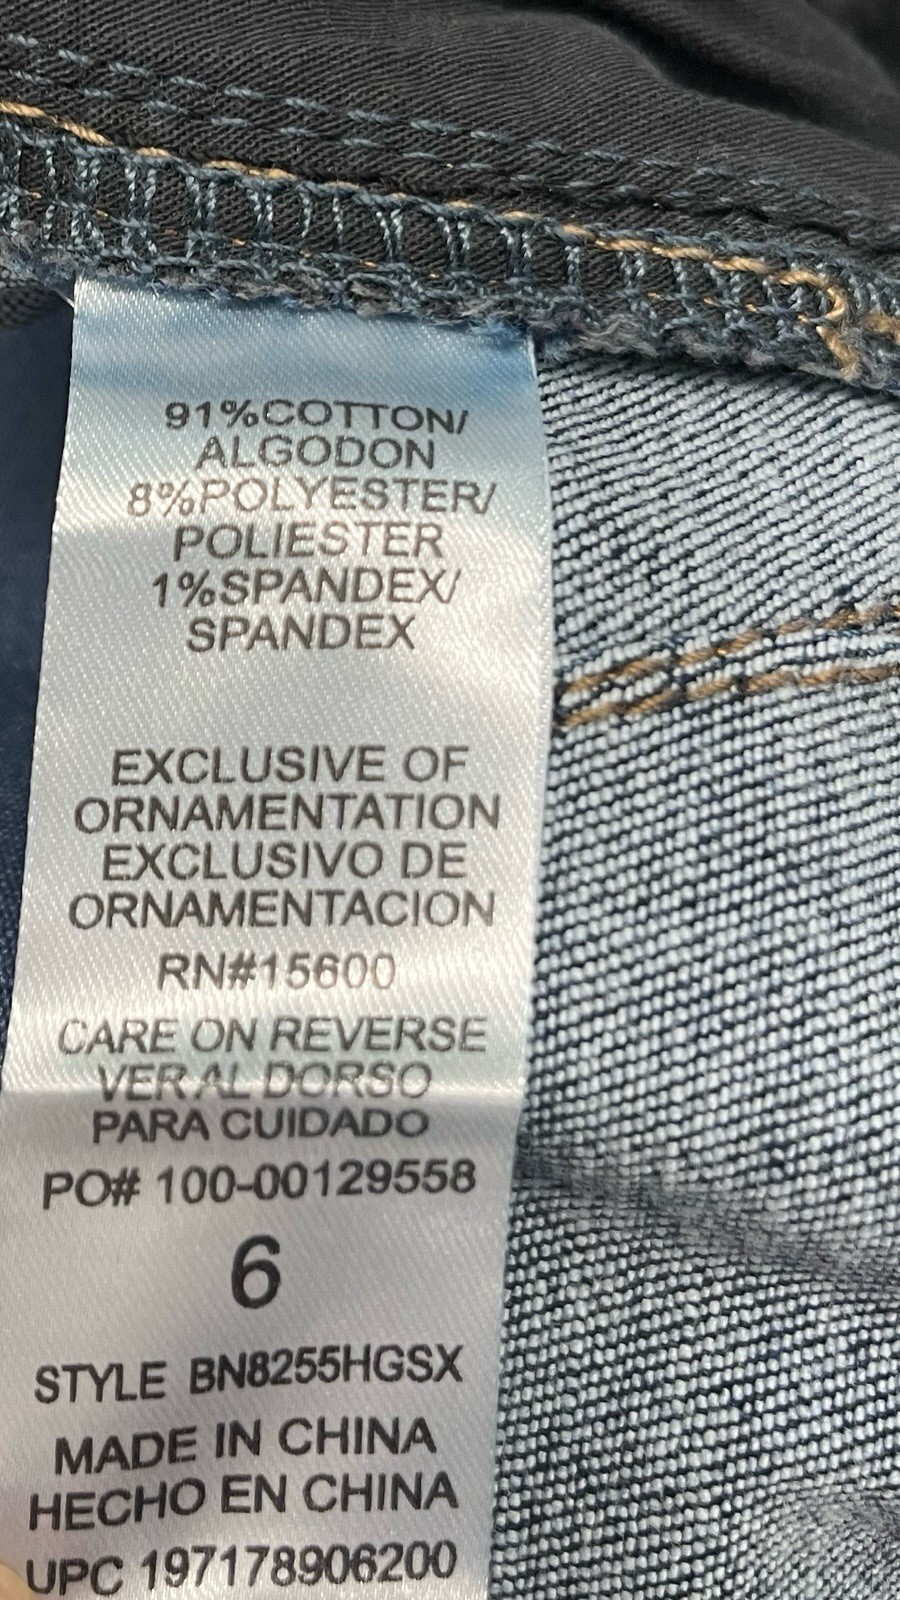 91%COTTON/
ALGODON
8%POLYESTER/
POLIESTER
1%SPANDEX/
SPANDEX
EXCLUSIVE OF
ORNAMENTATION
EXCLUSIVO DE
ORNAMENTACION
RN#15600
CARE ON REVERSE
VER AL DORSO
PARA CUIDADO
PO# 100-00129558
6
STYLE BN8255HGSX
MADE IN CHINA
HECHO EN CHINA
UPC 197178906200